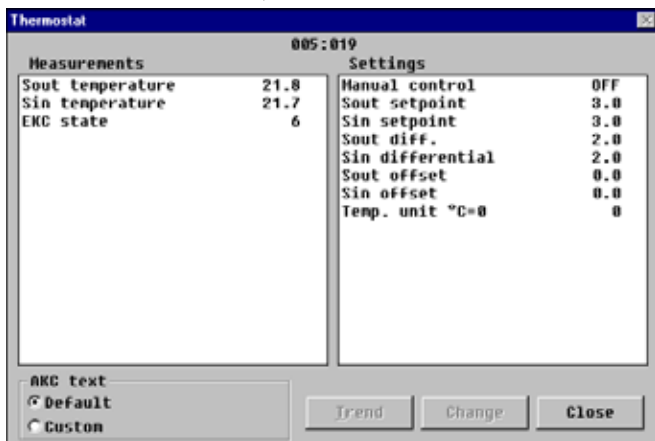 Thermostat
005:019
Measurements
Settings
Sout temperature 21.8
Sin temperature 21.7
EKC state 6
Manual control OFF
Sout setpoint 3.0
Sin setpoint 3.0
Sout diff. 2.0
Sin differential 2.0
Sout offset 0.0
Sin offset 0.0
Temp. unit °C=0 0
AKC text
Default
Custom
Trend
Change
Close